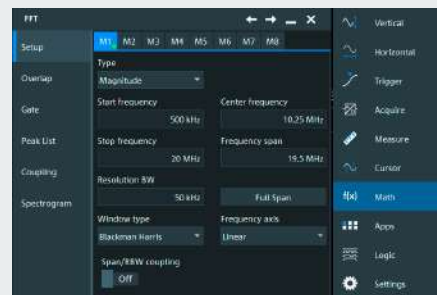 FFT
Setup
Overlap
Gate
Peak List
Coupling
Spectrogram
M1 M2 M3 M4 M5 M6 M7 M8
Type
Magnitude
Start frequency
500 kHz
Center frequency
10.25 MHz
Stop frequency
20 MHz
Frequency span
19.5 MHz
Resolution BW
50 kHz
Full Span
Window type
Blackman Harris
Frequency axis
Linear
Span/RBW coupling
Off
Vertical
Horizontal
Trigger
Acquire
Measure
Cursor
f(x) Math
Apps
Logic
Settings